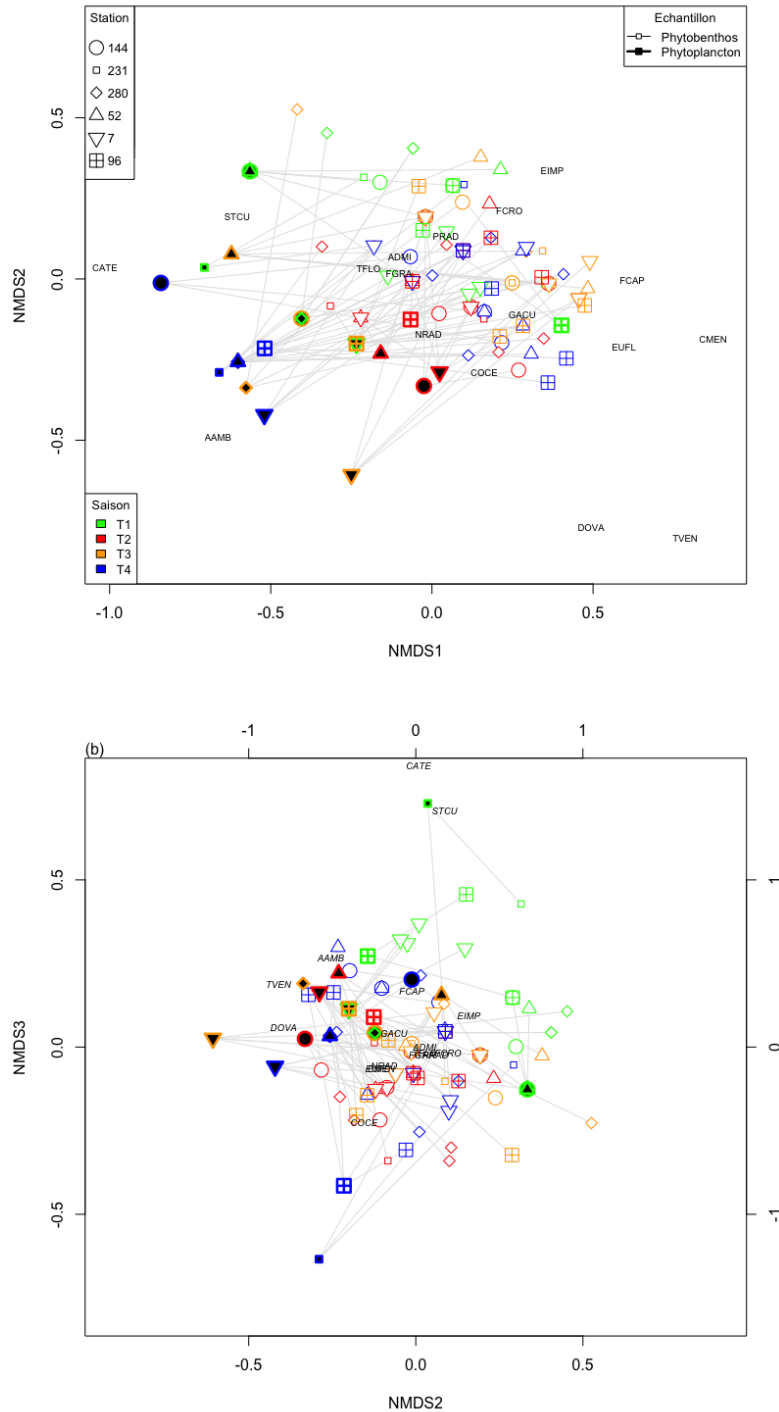 Station
144
231
280
52
7
96
Echantillon
Phytobenthos
Phytoplancton
0.5
0.0
-0.5
NMDS2
EIMP
STCU
FCRO
PRAD
ADMI
CATE
TFLO
FGRA
FCAP
GACU
NRAD
CMEN
EUFL
COCE
AAMB
DOVA
TVEN
Saison
T1
T2
T3
T4
-1.0
-0.5
0.0
0.5
NMDS1
-1
0
1
(b)
CATE
STCU
0.5
0.0
-0.5
NMDS3
1
0
-1
AAMB
TVEN
FCAP
EIMP
DOVA
GACU
ADMI
NRAD
COCE
-0.5
0.0
0.5
NMDS2